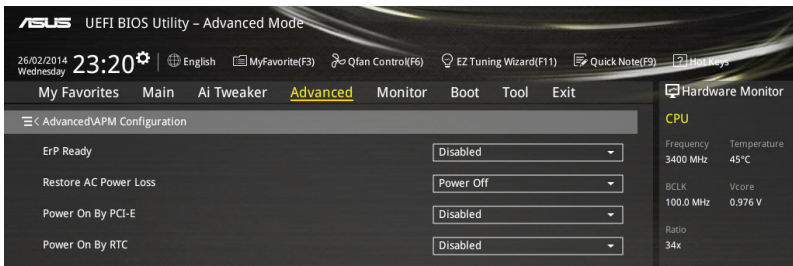 ASUS UEFI BIOS Utility – Advanced Mode
26/02/2014
Wednesday
23:20
English
MyFavorite(F3)
Qfan Control(F6)
EZ Tuning Wizard(F11)
Quick Note(F9)
Hot Keys
My Favorites Main Ai Tweaker Advanced Monitor Boot Tool Exit
Hardware Monitor
< Advanced\APM Configuration
ErP Ready Disabled
Restore AC Power Loss Power Off
Power On By PCI-E Disabled
Power On By RTC Disabled
CPU
Frequency Temperature
3400 MHz 45°C
BCLK Vcore
100.0 MHz 0.976 V
Ratio
34x